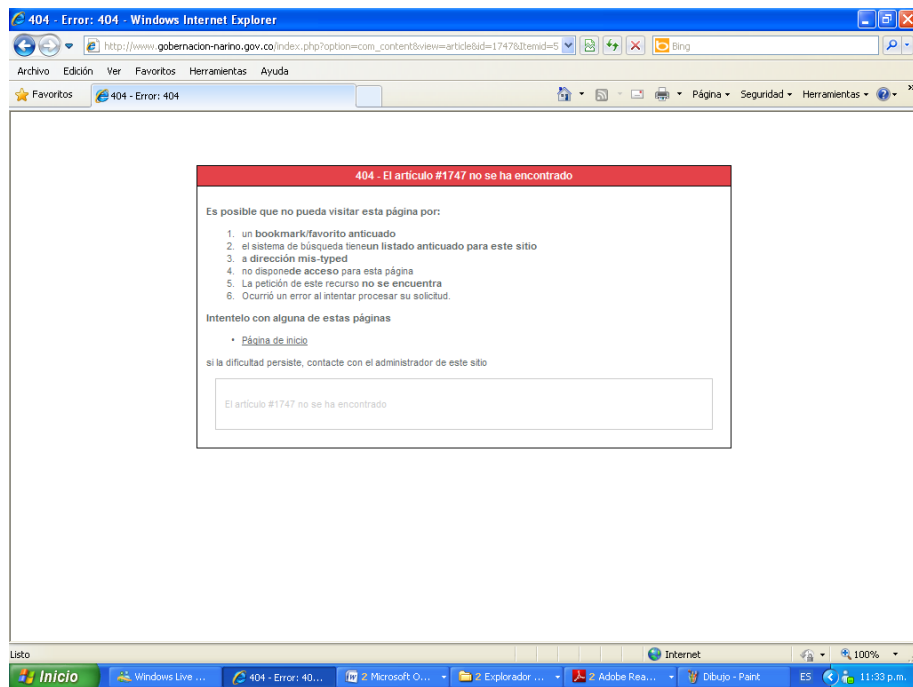 404 - Error: 404 - Windows Internet Explorer
http://www.gobernacion-narino.gov.co/index.php?option=com_content&view=article&id=1747&Itemid=5
Bing
Archivo Edición Ver Favoritos Herramientas Ayuda
Favoritos 404 - Error: 404 Página Seguridad Herramientas »
404 - El artículo #1747 no se ha encontrado
Es posible que no pueda visitar esta página por:
1. un bookmark/favorito anticuado
2. el sistema de búsqueda tieneun listado anticuado para este sitio
3. a dirección mis-typed
4. no disponede acceso para esta página
5. La petición de este recurso no se encuentra
6. Ocurrió un error al intentar procesar su solicitud.
Intentelo con alguna de estas páginas
• Página de inicio
si la dificultad persiste, contacte con el administrador de este sitio
El artículo #1747 no se ha encontrado
Listo Internet 100%
Inicio Windows Live ... 404 - Error: 40... 2 Microsoft O... 2 Explorador ... 2 Adobe Rea... Dibujo - Paint ES 11:33 p.m.